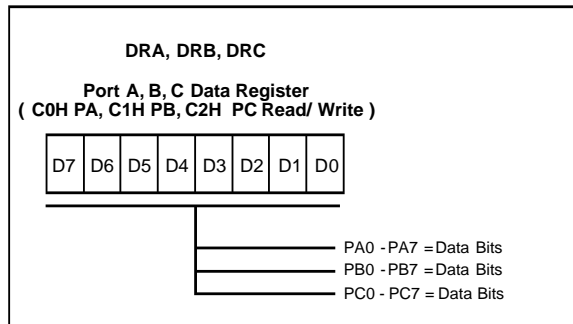 DRA, DRB, DRC
Port A, B, C Data Register
( C0H PA, C1H PB, C2H PC Read/ Write )
D7 D6 D5 D4 D3 D2 D1 D0
PA0 - PA7 = Data Bits
PB0 - PB7 = Data Bits
PC0 - PC7 = Data Bits